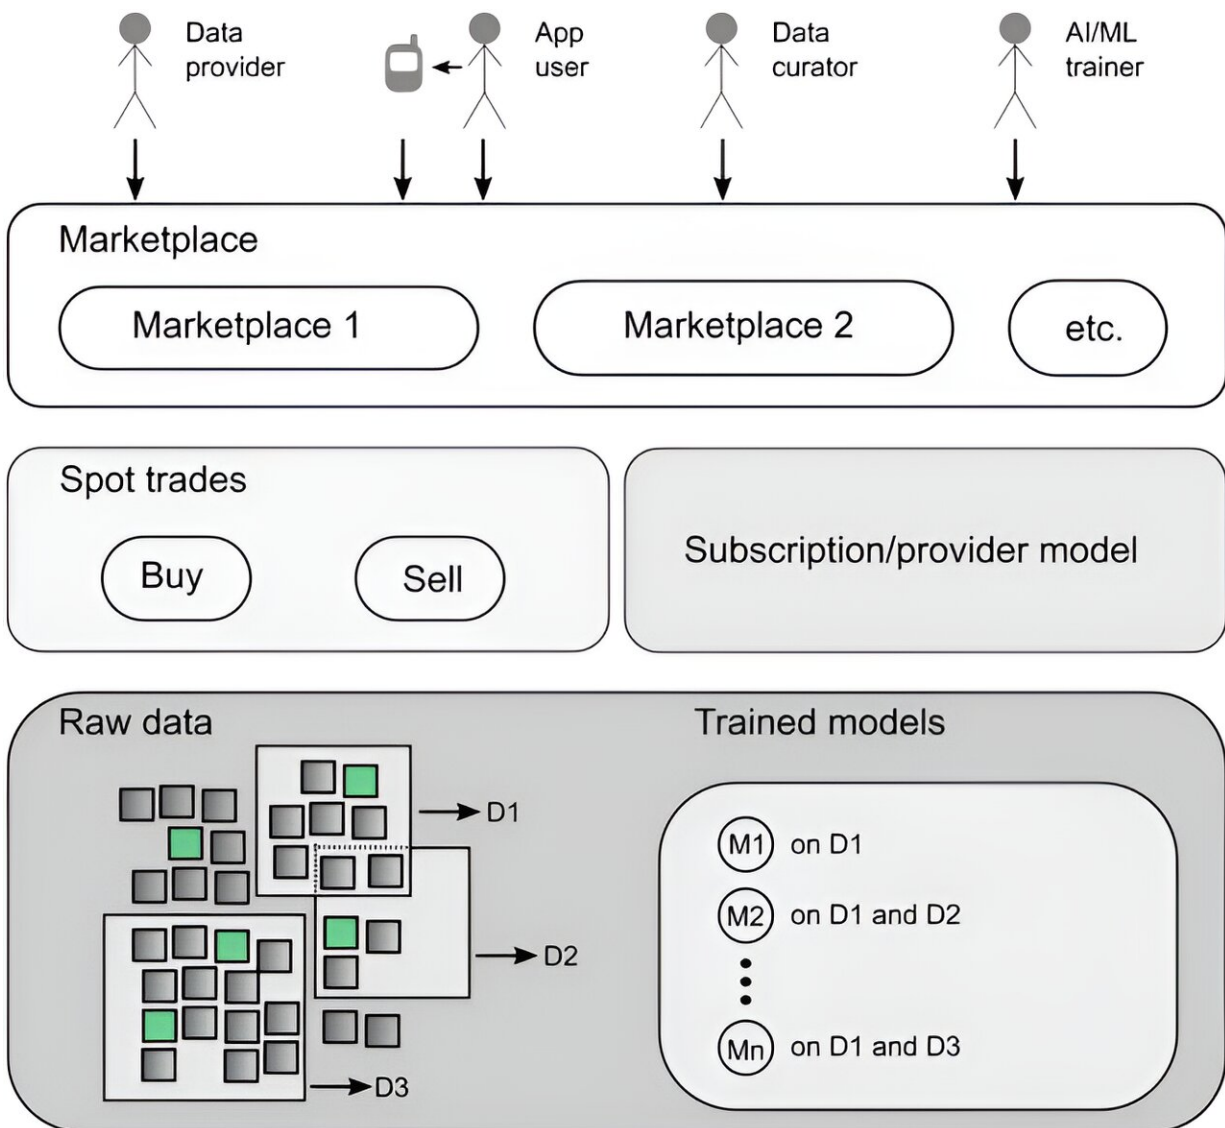 Data
provider
App
user
Data
curator
AI/ML
trainer
Marketplace
Marketplace 1
Marketplace 2
etc.
Spot trades
Buy
Sell
Subscription/provider model
Raw data
D1
D2
D3
Trained models
M1 on D1
M2 on D1 and D2
Mn on D1 and D3